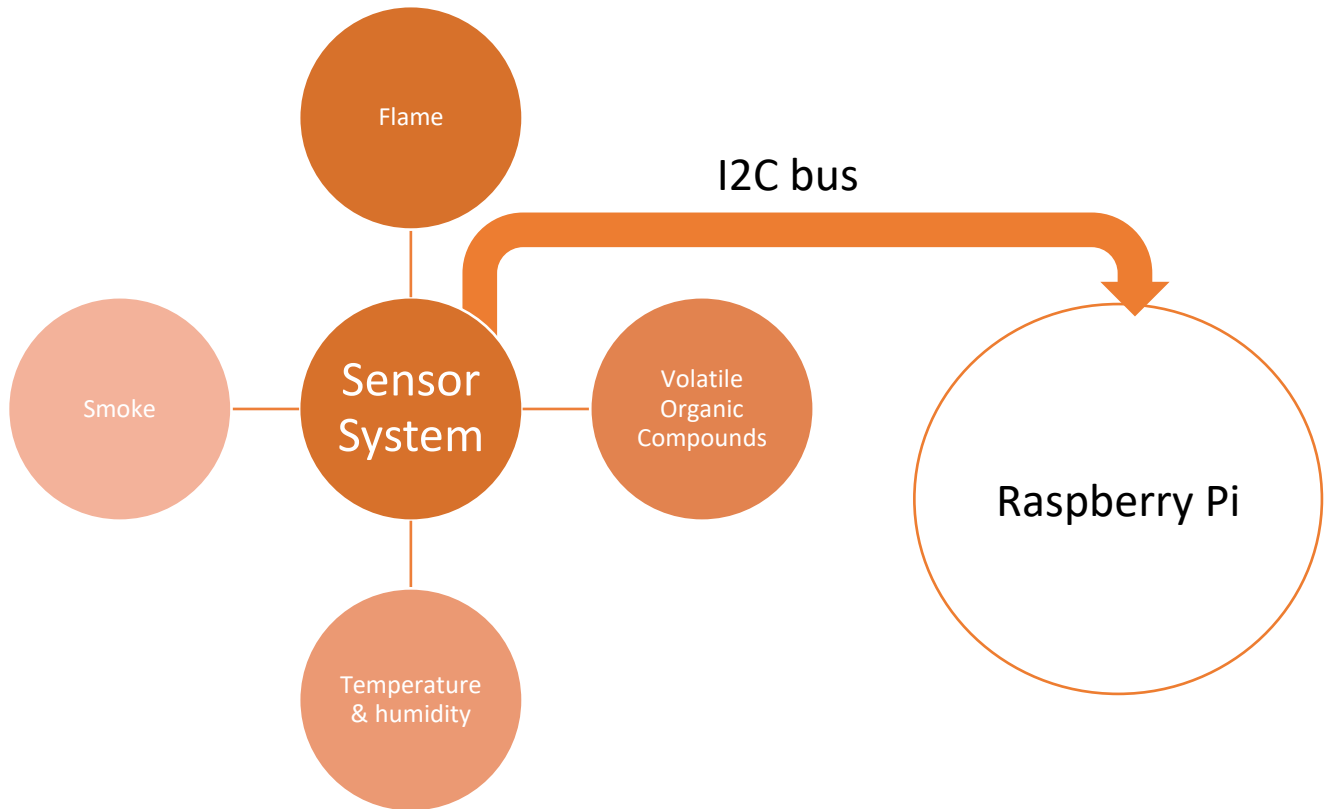 Flame
I2C bus
Smoke
Sensor
System
Volatile
Organic
Compounds
Raspberry Pi
Temperature
& humidity